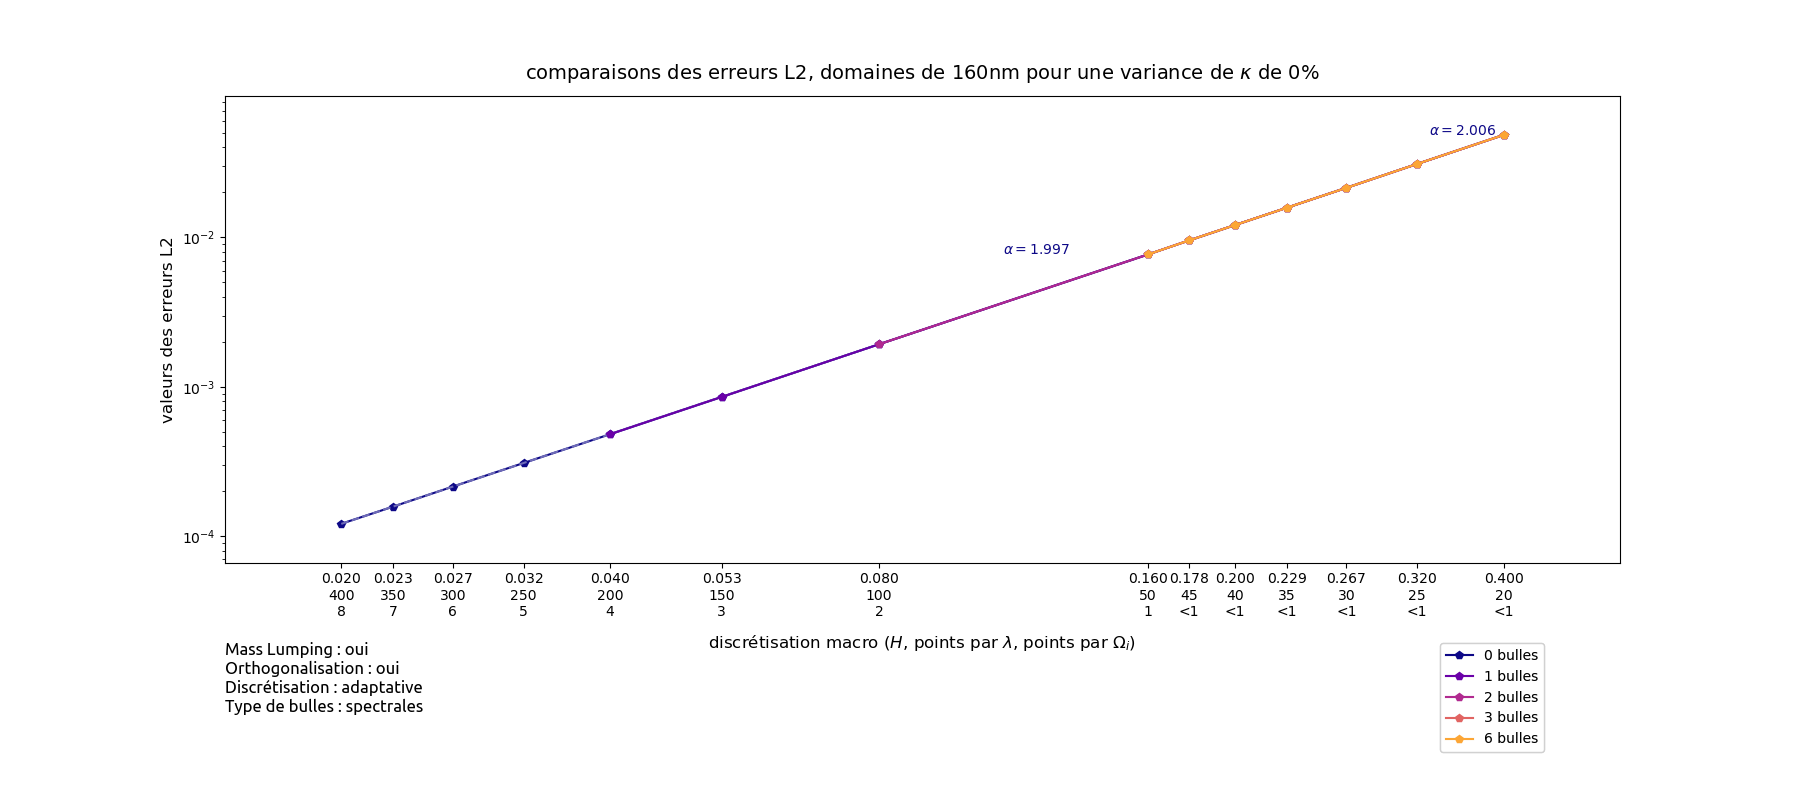 comparaisons des erreurs L2, domaines de 160nm pour une variance de κ de 0%
α = 2.006
α = 1.997
valeurs des erreurs L2
10⁻²
10⁻³
10⁻⁴
0.020 0.023 0.027 0.032 0.040 0.053 0.080 0.160 0.178 0.200 0.229 0.267 0.320 0.400
400 350 300 250 200 150 100 50 45 40 35 30 25 20
8 7 6 5 4 3 2 1 <1 <1 <1 <1 <1 <1
discrétisation macro (H, points par λ, points par Ωᵢ)
Mass Lumping : oui
Orthogonalisation : oui
Discrétisation : adaptative
Type de bulles : spectrales
0 bulles
1 bulles
2 bulles
3 bulles
6 bulles